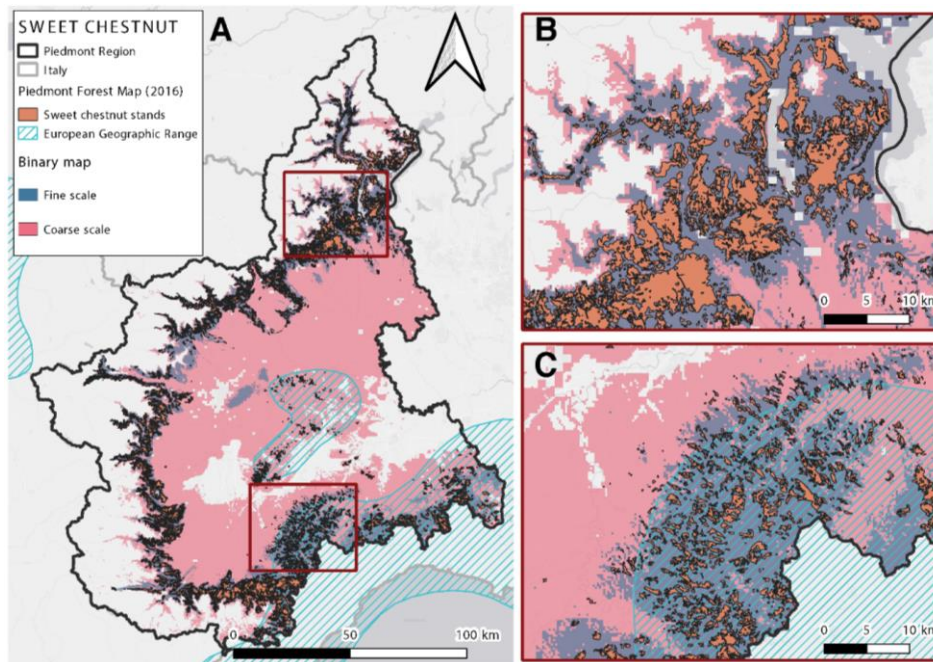 SWEET CHESTNUT
Piedmont Region
Italy
Piedmont Forest Map (2016)
Sweet chestnut stands
European Geographic Range
Binary map
Fine scale
Coarse scale
A
0 50 100 km
B
0 5 10 km
C
0 5 10 km